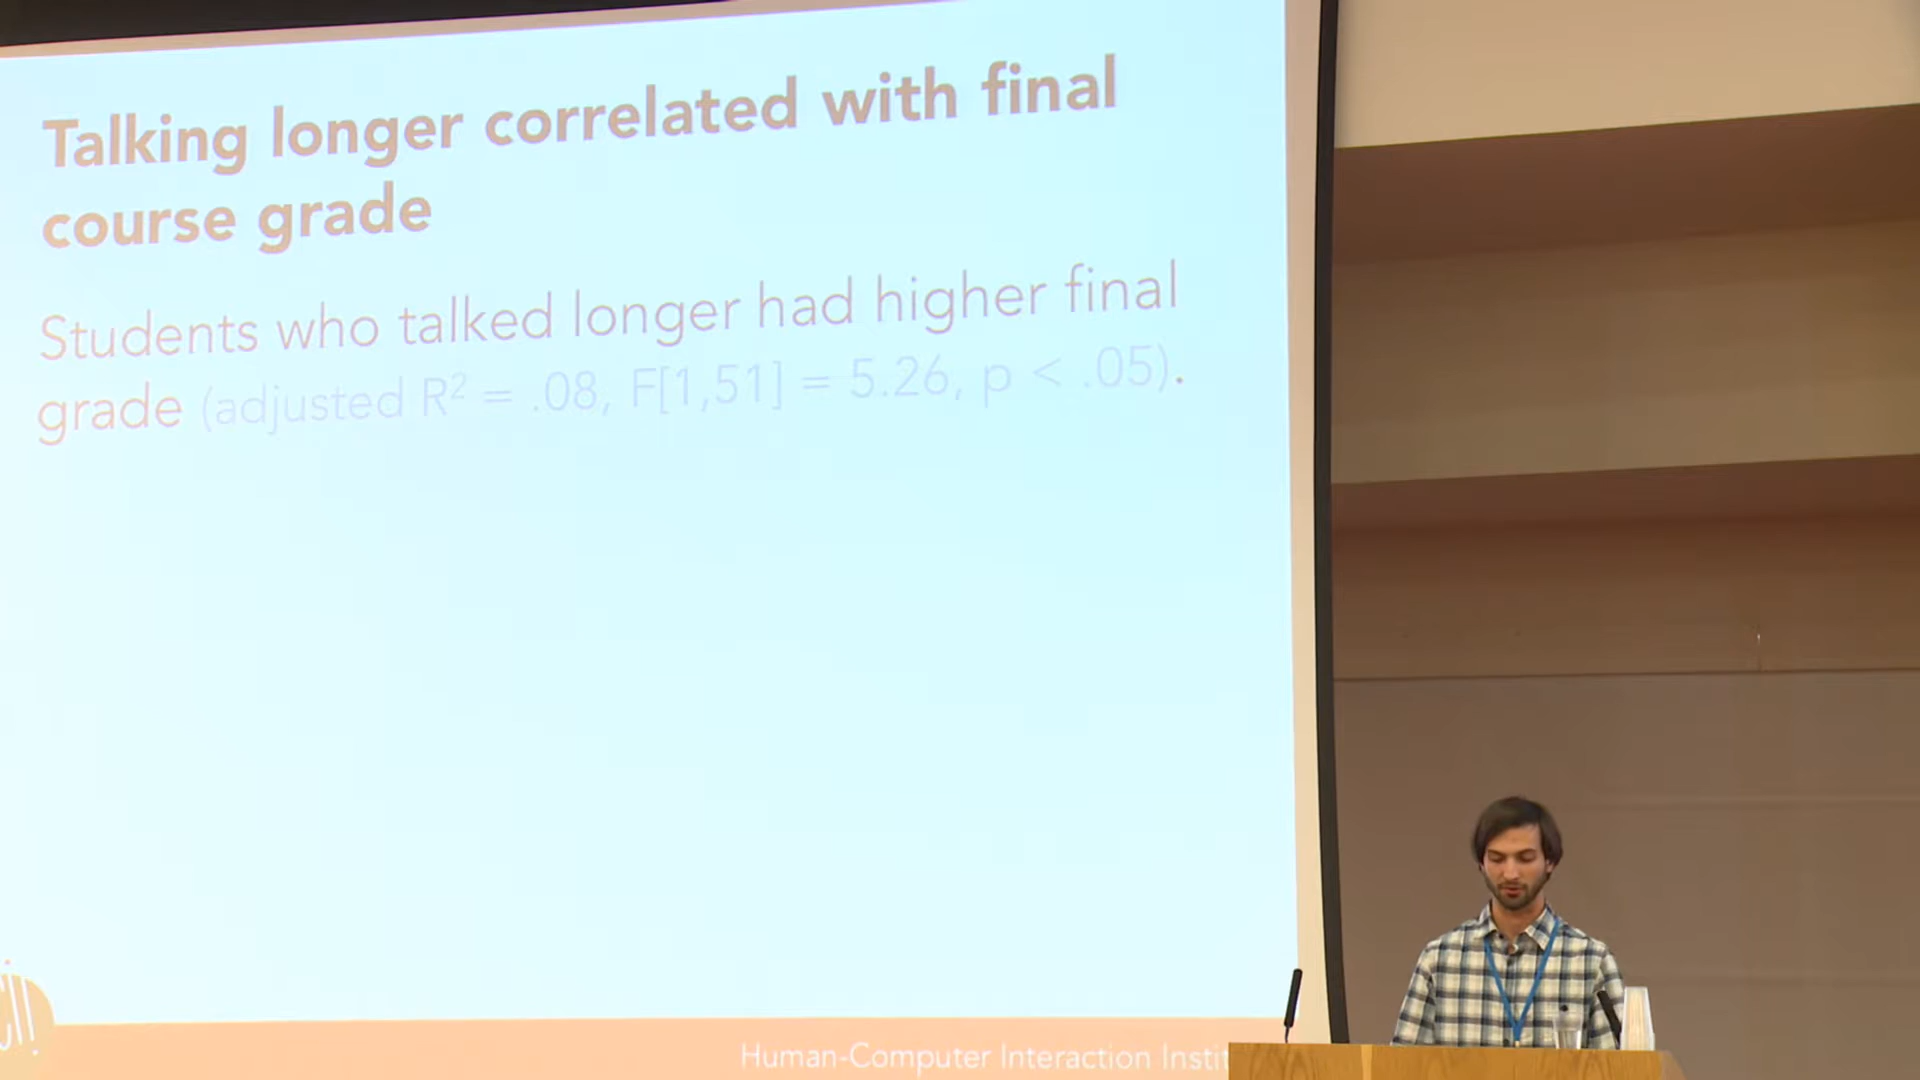 Talking longer correlated with final
course grade
Students who talked longer had higher final
grade (adjusted R² = .08, F[1,51] = 5.26, p < .05).
Human-Computer Interaction